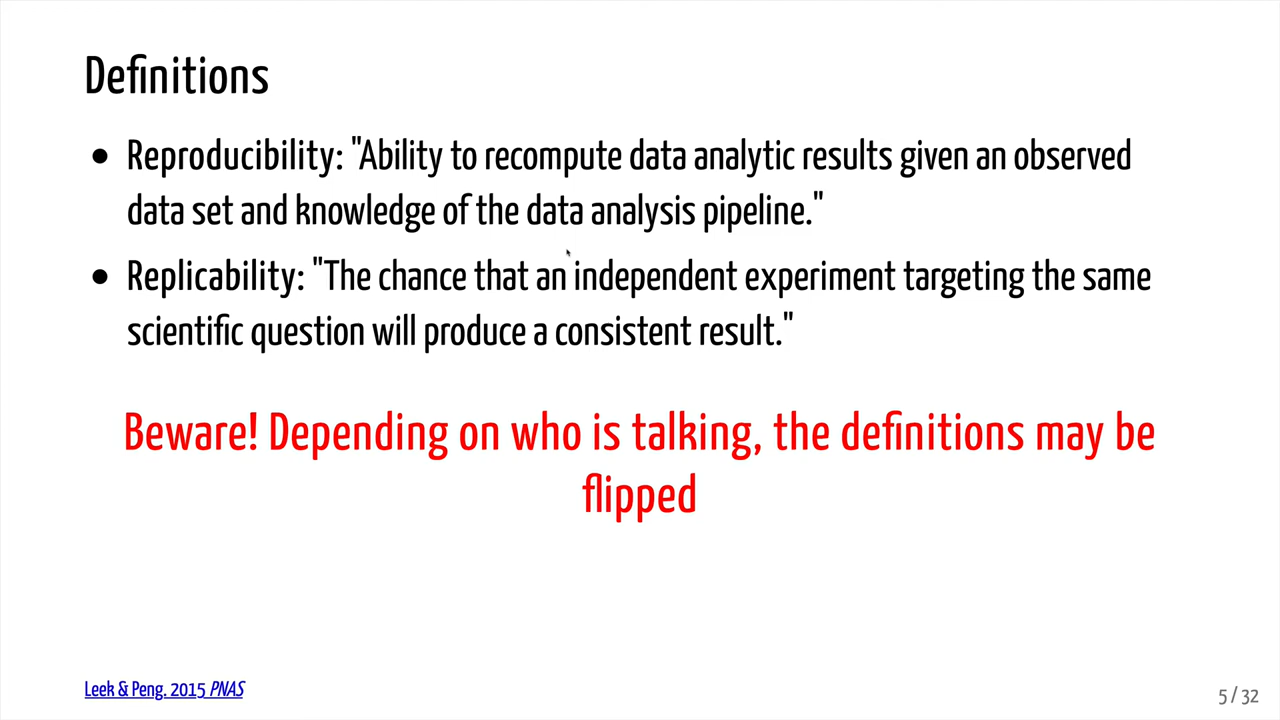 Definitions
Reproducibility: "Ability to recompute data analytic results given an observed
data set and knowledge of the data analysis pipeline."
Replicability: "The chance that an independent experiment targeting the same
scientific question will produce a consistent result."
Beware! Depending on who is talking, the definitions may be
flipped
Leek & Peng. 2015 PNAS
5 / 32